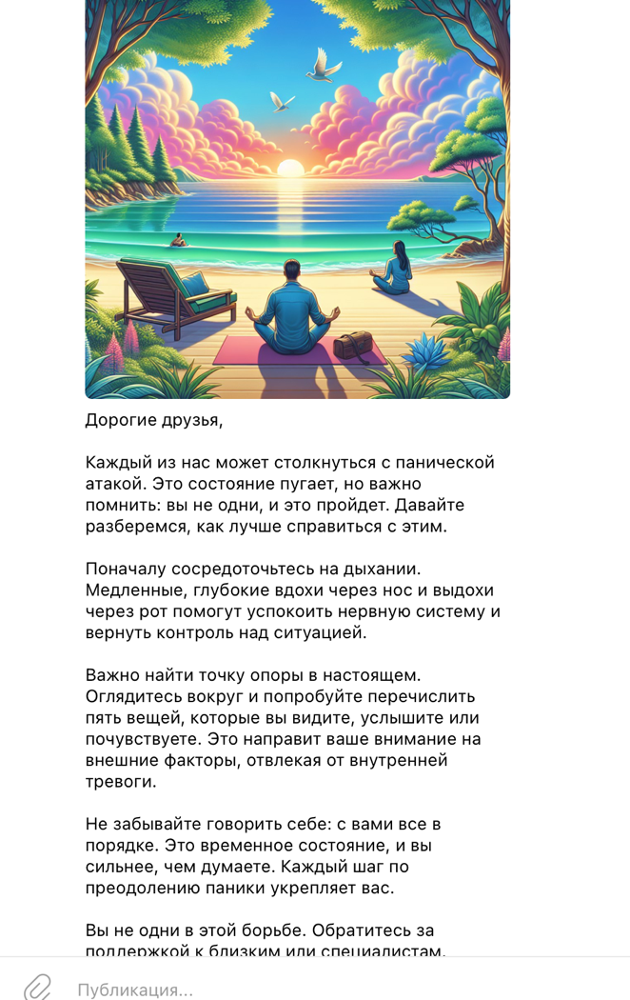 Дорогие друзья,
Каждый из нас может столкнуться с панической
атакой. Это состояние пугает, но важно
помнить: вы не одни, и это пройдет. Давайте
разберемся, как лучше справиться с этим.
Поначалу сосредоточьтесь на дыхании.
Медленные, глубокие вдохи через нос и выдохи
через рот помогут успокоить нервную систему и
вернуть контроль над ситуацией.
Важно найти точку опоры в настоящем.
Оглядитесь вокруг и попробуйте перечислить
пять вещей, которые вы видите, услышите или
почувствуете. Это направит ваше внимание на
внешние факторы, отвлекая от внутренней
тревоги.
Не забывайте говорить себе: с вами все в
порядке. Это временное состояние, и вы
сильнее, чем думаете. Каждый шаг по
преодолению паники укрепляет вас.
Вы не одни в этой борьбе. Обратитесь за
поддержкой к близким или специалистам.
Публикация...